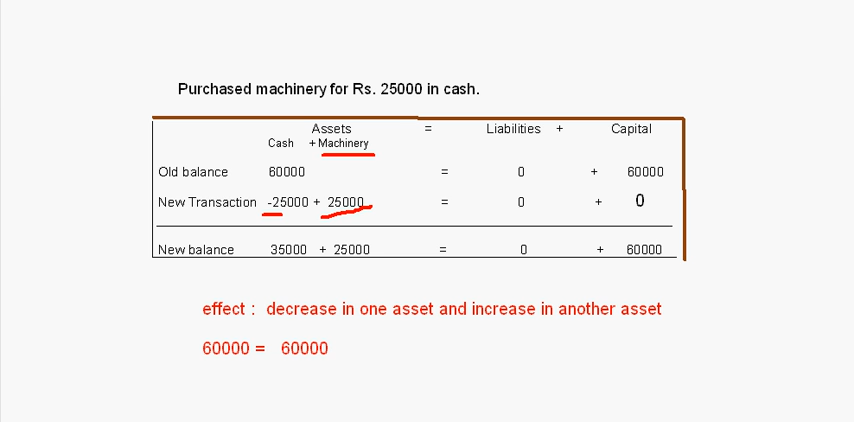 Purchased machinery for Rs. 25000 in cash.
Assets = Liabilities + Capital
Cash + Machinery
Old balance 60000 = 0 + 60000
New Transaction -25000 + 25000 = 0 + 0
New balance 35000 + 25000 = 0 + 60000
effect : decrease in one asset and increase in another asset
60000 = 60000